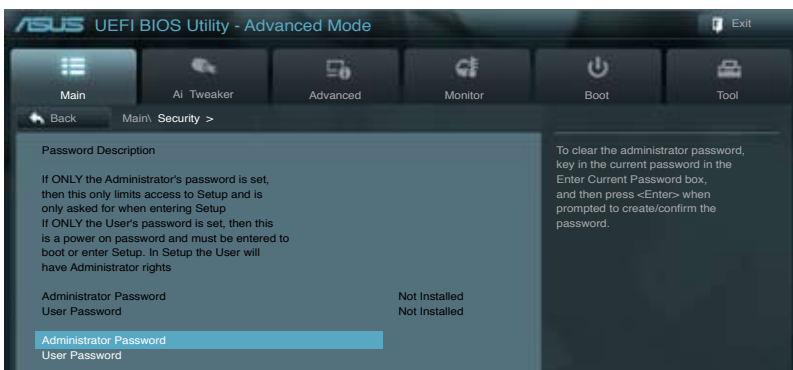 ASUS UEFI BIOS Utility - Advanced Mode
Exit
Main
Ai Tweaker
Advanced
Monitor
Boot
Tool
Back
Main\ Security >
Password Description
If ONLY the Administrator's password is set,
then this only limits access to Setup and is
only asked for when entering Setup
If ONLY the User's password is set, then this
is a power on password and must be entered to
boot or enter Setup. In Setup the User will
have Administrator rights
Administrator Password Not Installed
User Password Not Installed
Administrator Password
User Password
To clear the administrator password,
key in the current password in the
Enter Current Password box,
and then press <Enter> when
prompted to create/confirm the
password.